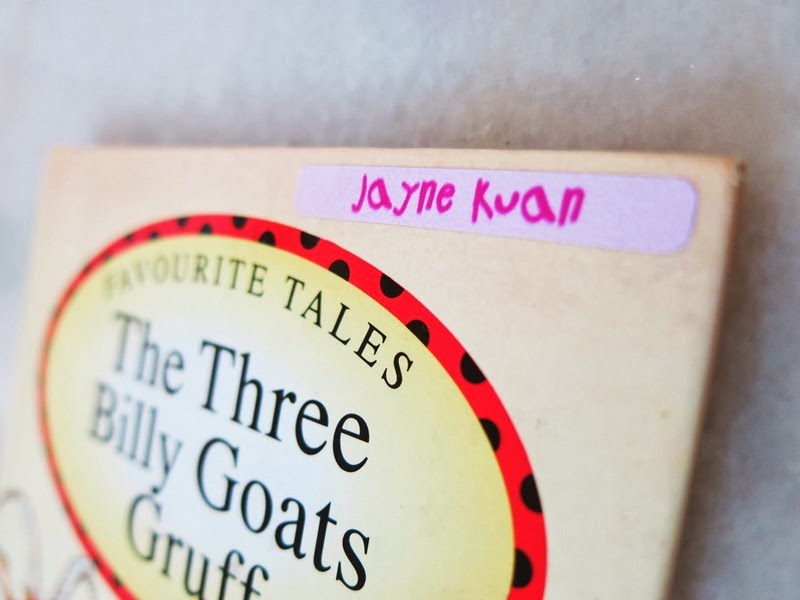 Jayne Kuan
FAVOURITE TALES
The Three
Billy Goats
Gruff